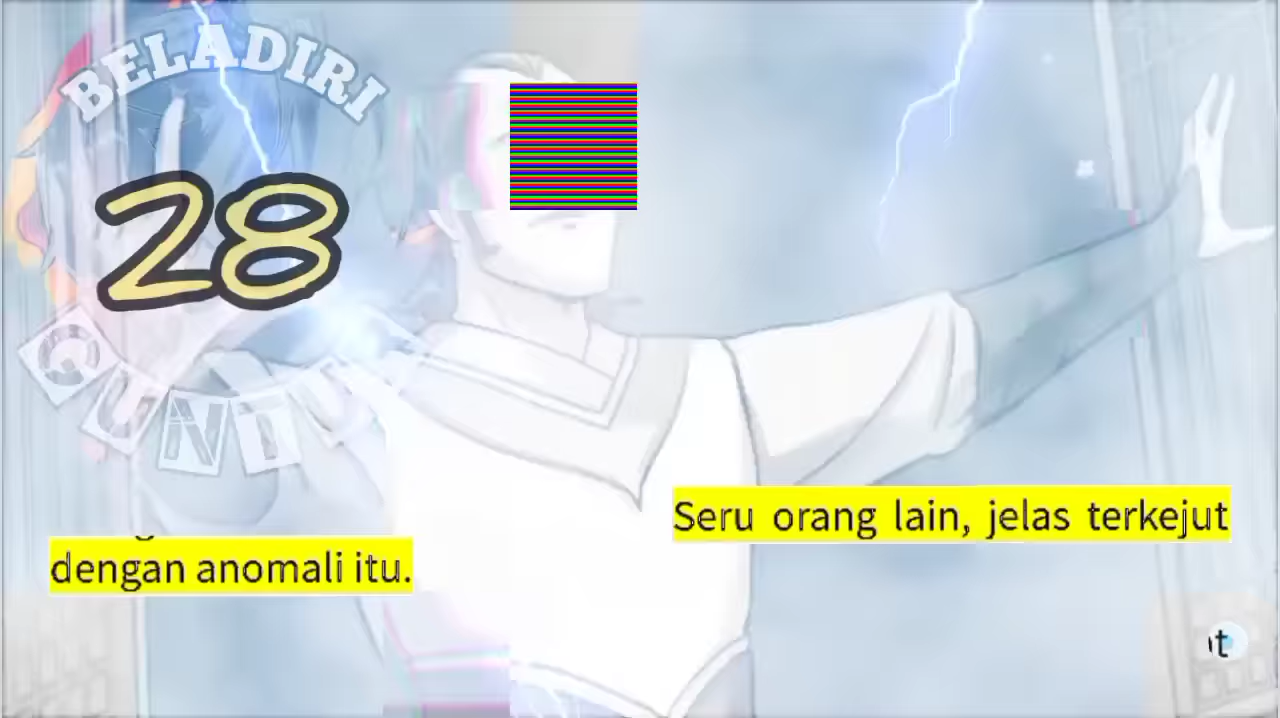 BELADIRI
28
Seru orang lain, jelas terkejut
dengan anomali itu.